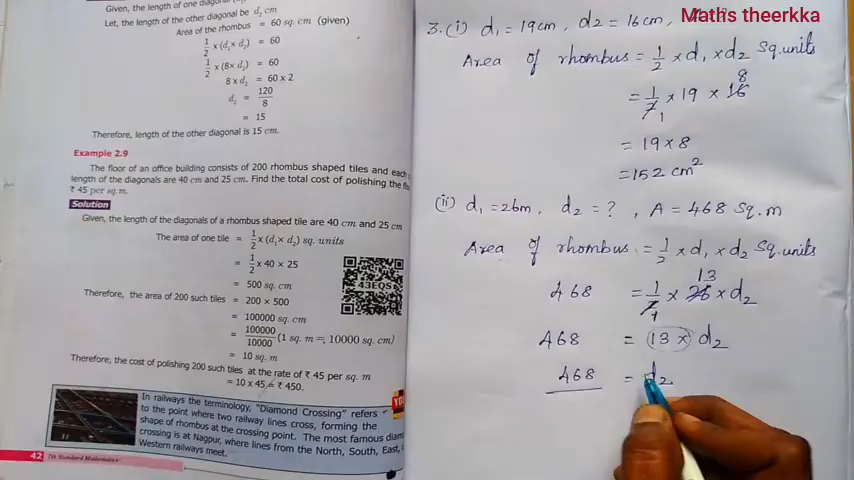 Given, the length of one diagonal
Let, the length of the other diagonal be d₂ cm
Area of the rhombus = 60 sq. cm (given)
1/2 × (d₁ × d₂) = 60
1/2 × (8 × d₂) = 60
8 × d₂ = 60 × 2
d₂ = 120/8
= 15
Therefore, length of the other diagonal is 15 cm.
Example 2.9
The floor of an office building consists of 200 rhombus shaped tiles and each
length of the diagonals are 40 cm and 25 cm. Find the total cost of polishing the
₹ 45 per sq. m.
Solution
Given, the length of the diagonals of a rhombus shaped tile are 40 cm and 25 cm
The area of one tile = 1/2 × (d₁ × d₂) sq. units
= 1/2 × 40 × 25
= 500 sq. cm
Therefore, the area of 200 such tiles = 200 × 500
= 100000 sq. cm
= 100000/10000 (1 sq. m = 10000 sq. cm)
= 10 sq. m
Therefore, the cost of polishing 200 such tiles at the rate of ₹ 45 per sq. m
= 10 × 45 = ₹ 450.
43EQS
In railways the terminology, "Diamond Crossing" refers
to the point where two railway lines cross, forming the
shape of rhombus at the crossing point. The most famous
crossing is at Nagpur, where lines from the North, South, East,
Western railways meet.
42 7th Standard Mathematics
Maths theerkka
3. (i) d₁ = 19cm, d₂ = 16cm,
Area of rhombus = 1/2 × d₁ × d₂ Sq.units
8
= 1/2 × 19 × 16
1
= 19 × 8
= 152 cm²
(ii) d₁ = 26m, d₂ = ?, A = 468 Sq.m
Area of rhombus = 1/2 × d₁ × d₂ Sq.units
13
468 = 1/2 × 26 × d₂
1
468 = 13 × d₂
468 = d₂